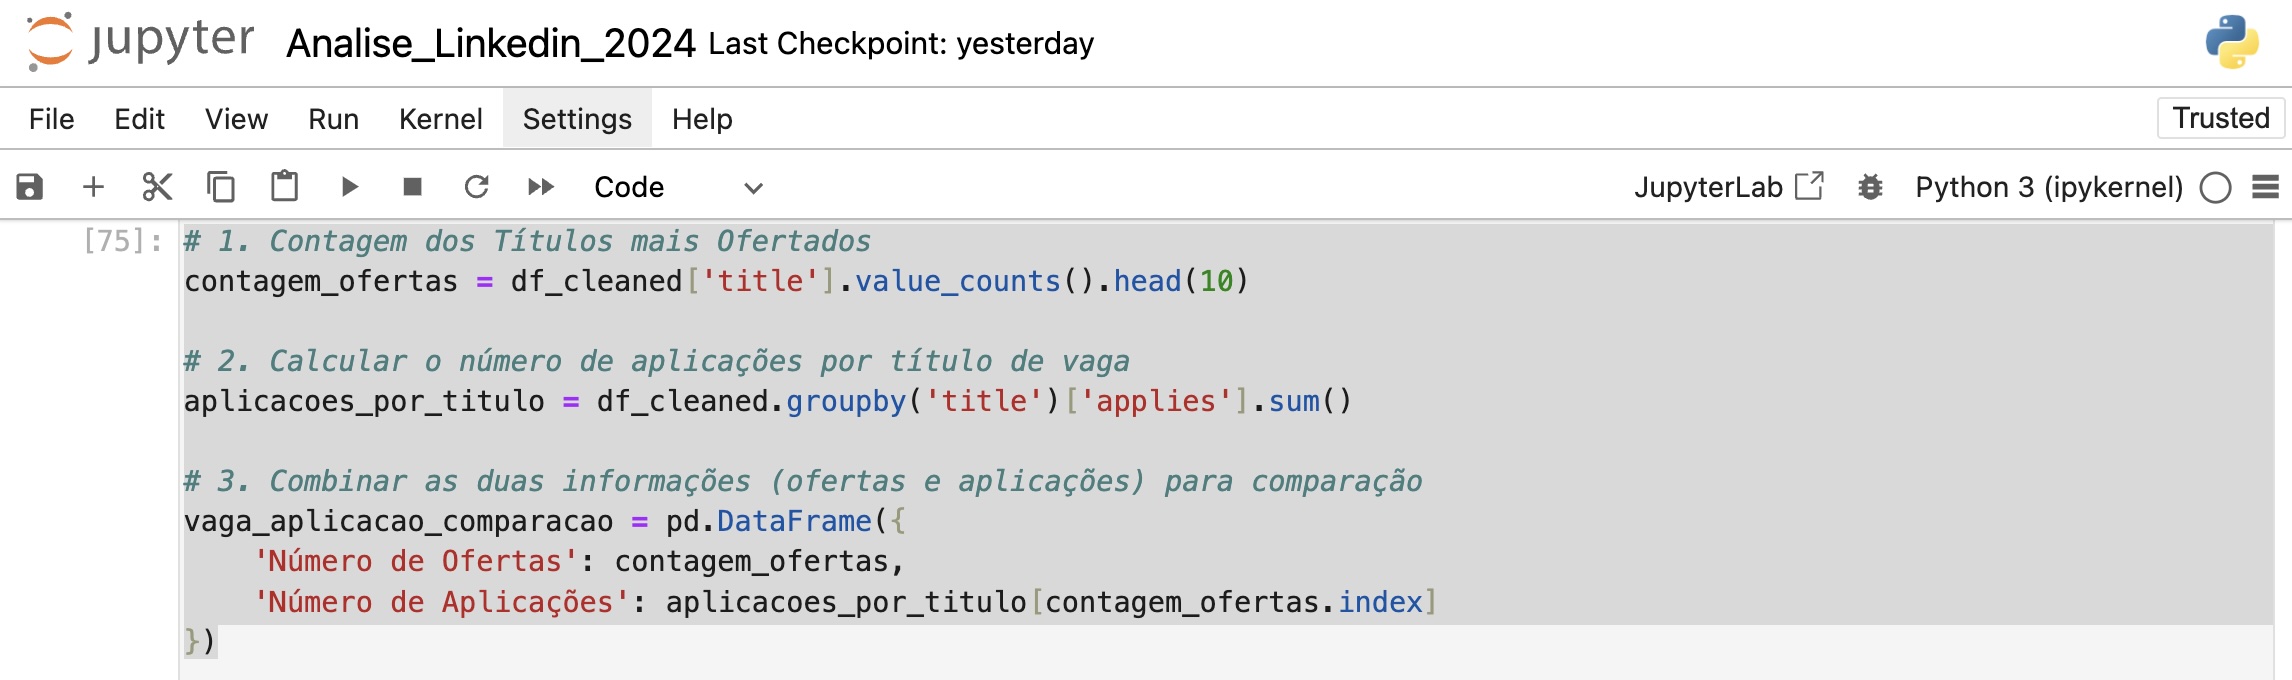 jupyter Analise_Linkedin_2024 Last Checkpoint: yesterday
File Edit View Run Kernel Settings Help Trusted
Code JupyterLab Python 3 (ipykernel)
[75]: # 1. Contagem dos Títulos mais Ofertados
contagem_ofertas = df_cleaned['title'].value_counts().head(10)
# 2. Calcular o número de aplicações por título de vaga
aplicacoes_por_titulo = df_cleaned.groupby('title')['applies'].sum()
# 3. Combinar as duas informações (ofertas e aplicações) para comparação
vaga_aplicacao_comparacao = pd.DataFrame({
    'Número de Ofertas': contagem_ofertas,
    'Número de Aplicações': aplicacoes_por_titulo[contagem_ofertas.index]
})